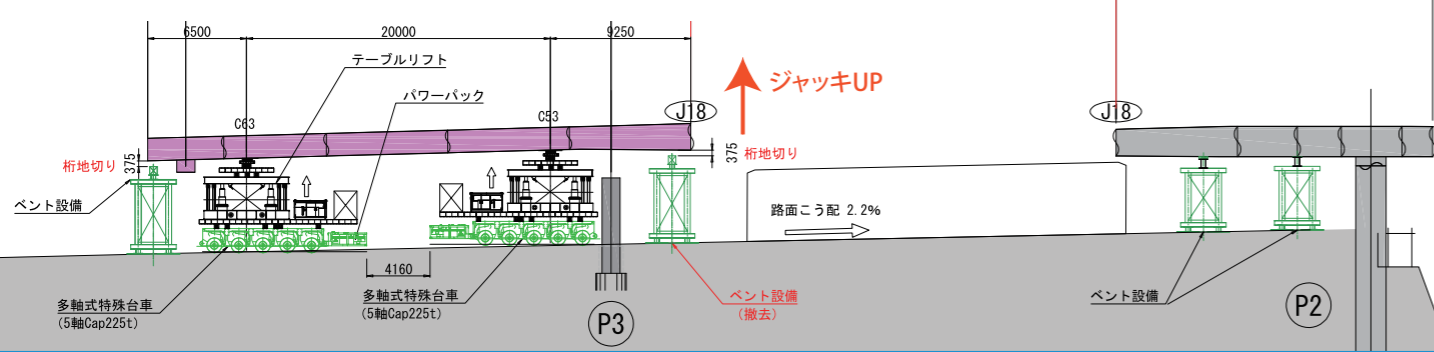 6500
20000
9250
テーブルリフト
ジャッキUP
パワーパック
C63
C53
J18
J18
375
桁地切り
375
桁地切り
ベント設備
路面こう配 2.2%
4160
多軸式特殊台車
(5軸Cap225t)
多軸式特殊台車
(5軸Cap225t)
P3
ベント設備
(撤去)
ベント設備
P2